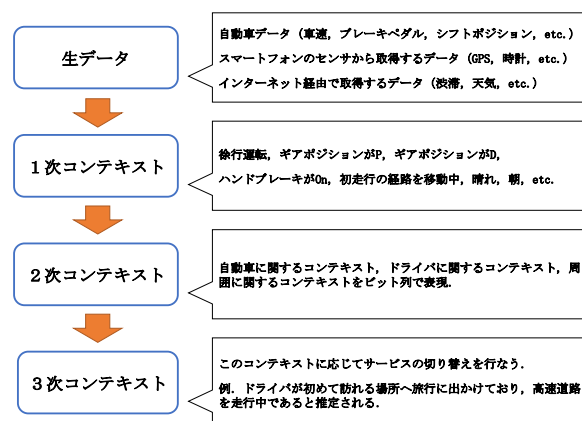 生データ
自動車データ（車速，ブレーキペダル，シフトポジション，etc.）
スマートフォンのセンサから取得するデータ（GPS，時計，etc.）
インターネット経由で取得するデータ（渋滞，天気，etc.）
１次コンテキスト
徐行運転，ギアポジションがP，ギアポジションがD，
ハンドブレーキがOn，初走行の経路を移動中，晴れ，朝，etc.
２次コンテキスト
自動車に関するコンテキスト，ドライバに関するコンテキスト，周
囲に関するコンテキストをビット列で表現．
３次コンテキスト
このコンテキストに応じてサービスの切り替えを行なう．
例．ドライバが初めて訪れる場所へ旅行に出かけており，高速道路
を走行中であると推定される．